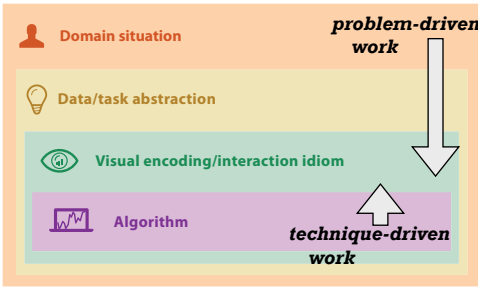 problem-driven
work
Domain situation
Data/task abstraction
Visual encoding/interaction idiom
Algorithm
technique-driven
work